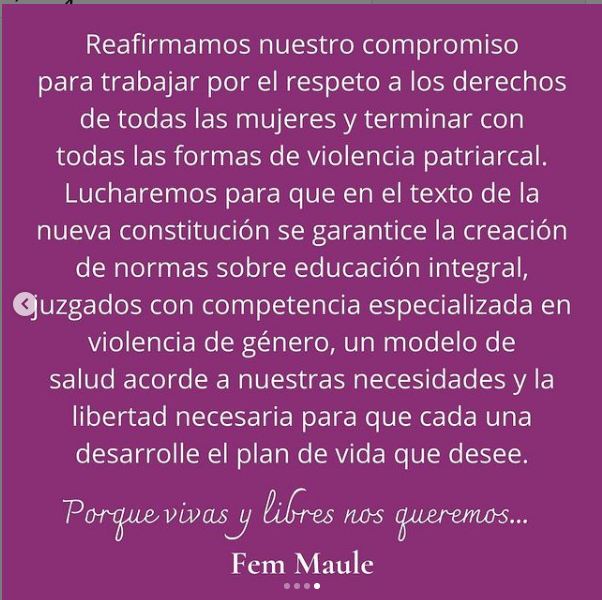 Reafirmamos nuestro compromiso
para trabajar por el respeto a los derechos
de todas las mujeres y terminar con
todas las formas de violencia patriarcal.
Lucharemos para que en el texto de la
nueva constitución se garantice la creación
de normas sobre educación integral,
juzgados con competencia especializada en
violencia de género, un modelo de
salud acorde a nuestras necesidades y la
libertad necesaria para que cada una
desarrolle el plan de vida que desee.
Porque vivas y libres nos queremos...
Fem Maule